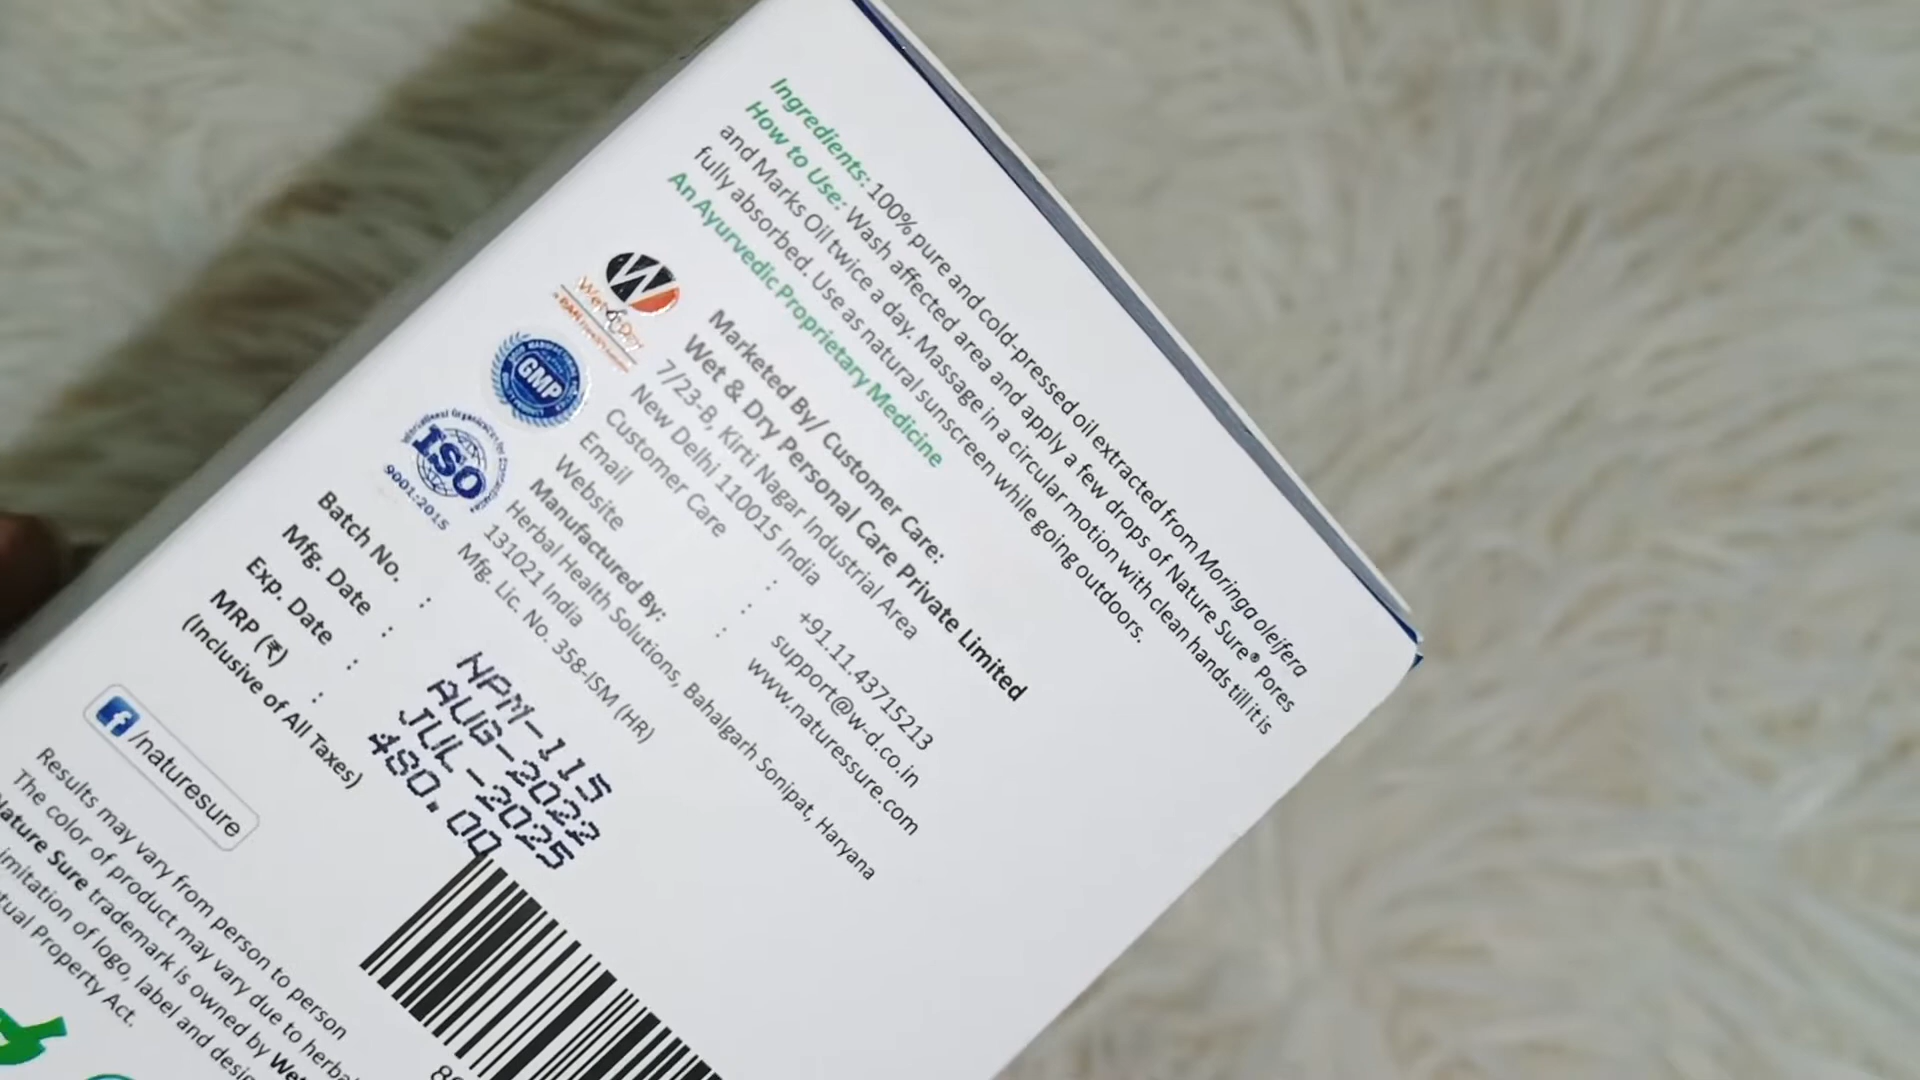 Ingredients: 100% pure and cold-pressed oil extracted from Moringa oleifera
How to Use: Wash affected area and apply a few drops of Nature Sure® Pores
and Marks Oil twice a day. Massage in a circular motion with clean hands till it is
fully absorbed. Use as natural sunscreen while going outdoors.
An Ayurvedic Proprietary Medicine
Wet & Dry
GMP
International Organization for Standardization
ISO
9001:2015
Marketed By/ Customer Care:
Wet & Dry Personal Care Private Limited
7/23-B, Kirti Nagar Industrial Area
New Delhi 110015 India
Customer Care : +91.11.43715213
Email : support@w-d.co.in
Website : www.naturessure.com
Manufactured By:
Herbal Health Solutions, Bahalgarh Sonipat, Haryana
131021 India
Mfg. Lic. No. 358-ISM (HR)
Batch No. : NPM-115
Mfg. Date : AUG-2022
Exp. Date : JUL-2025
MRP (₹) : 480.00
(Inclusive of All Taxes)
f /naturesure
Results may vary from person to person
The color of product may vary due to herbal
Nature Sure trademark is owned by Wet
imitation of logo, label and desi
tual Property Act.